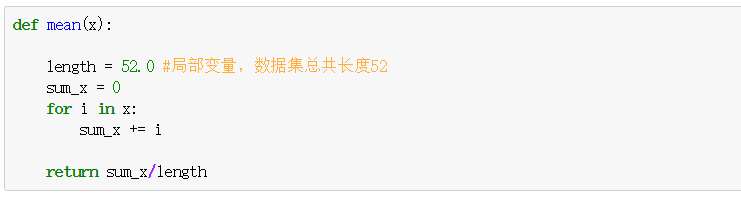 def mean(x):
    length = 52.0 #局部变量，数据集总共长度52
    sum_x = 0
    for i in x:
        sum_x += i
    return sum_x/length